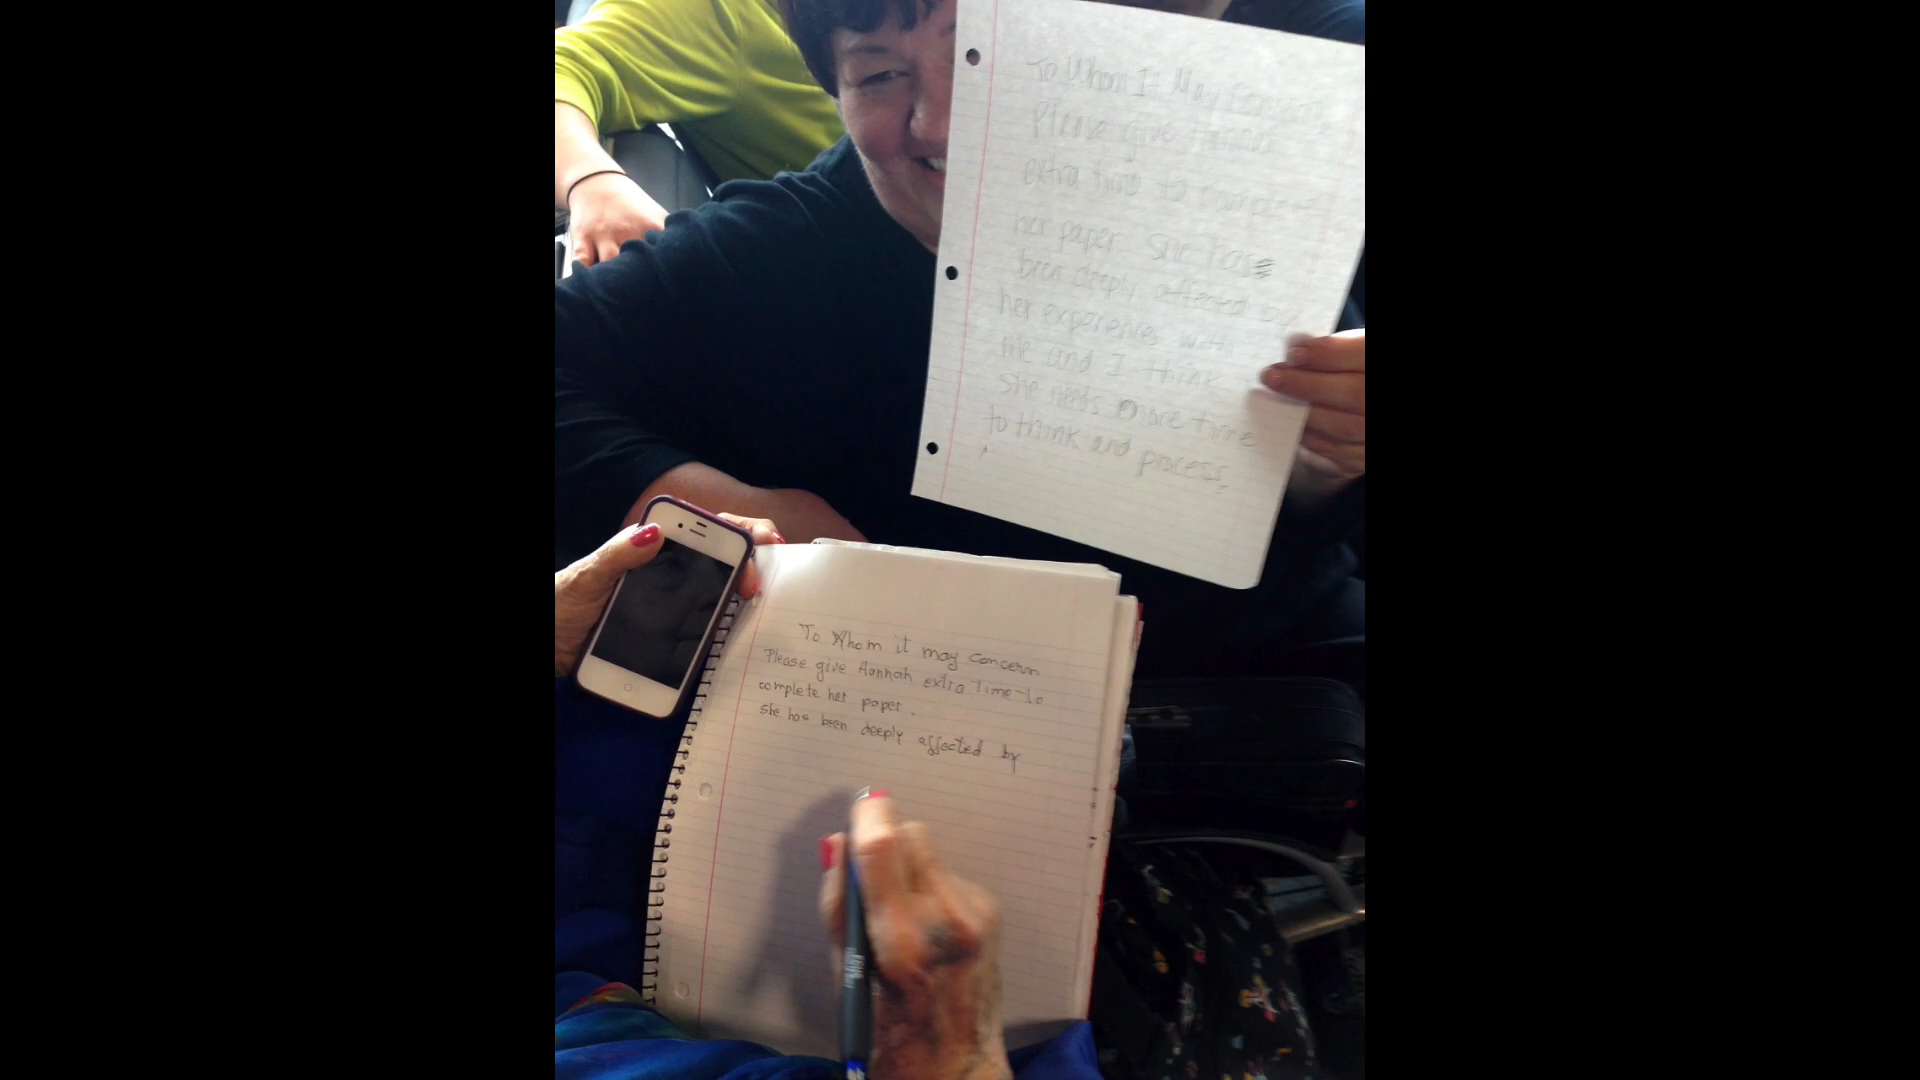 To Whom It May Concern,
Please give Hannah
extra time to complete
her paper. She has
been deeply affected by
her experiences with
me and I think
she needs more time
to think and process.
To Whom it may concern
Please give Hannah extra time to
complete her paper.
She has been deeply affected by